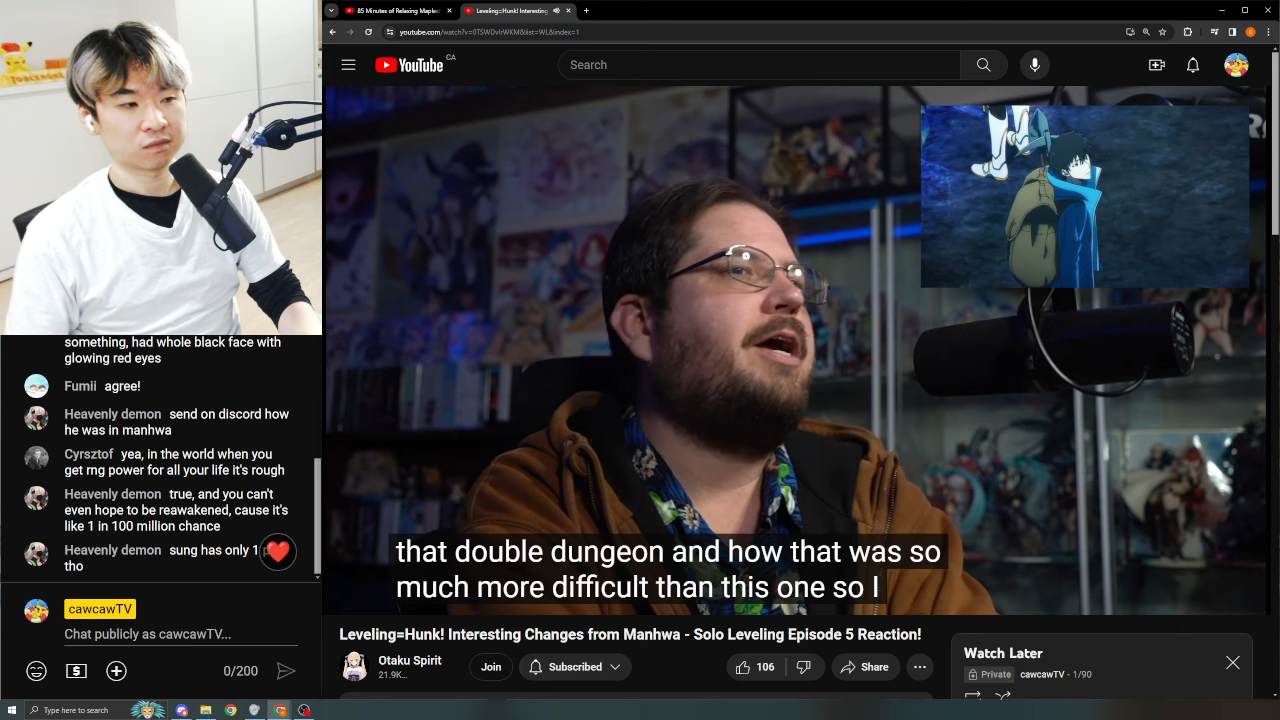 85 Minutes of Relaxing Maples
Leveling=Hunk! Interesting
youtube.com/watch?v=0TSWDvIrWKM&list=WL&index=1
YouTube CA
Search
something, had whole black face with
glowing red eyes
Fumii agree!
Heavenly demon send on discord how
he was in manhwa
Cyrsztof yea, in the world when you
get rng power for all your life it's rough
Heavenly demon true, and you can't
even hope to be reawakened, cause it's
like 1 in 100 million chance
Heavenly demon sung has only 1
tho
cawcawTV
Chat publicly as cawcawTV...
0/200
that double dungeon and how that was so
much more difficult than this one so I
Leveling=Hunk! Interesting Changes from Manhwa - Solo Leveling Episode 5 Reaction!
Otaku Spirit
21.9K...
Join
Subscribed
106
Share
Watch Later
Private cawcawTV - 1/90
Type here to search